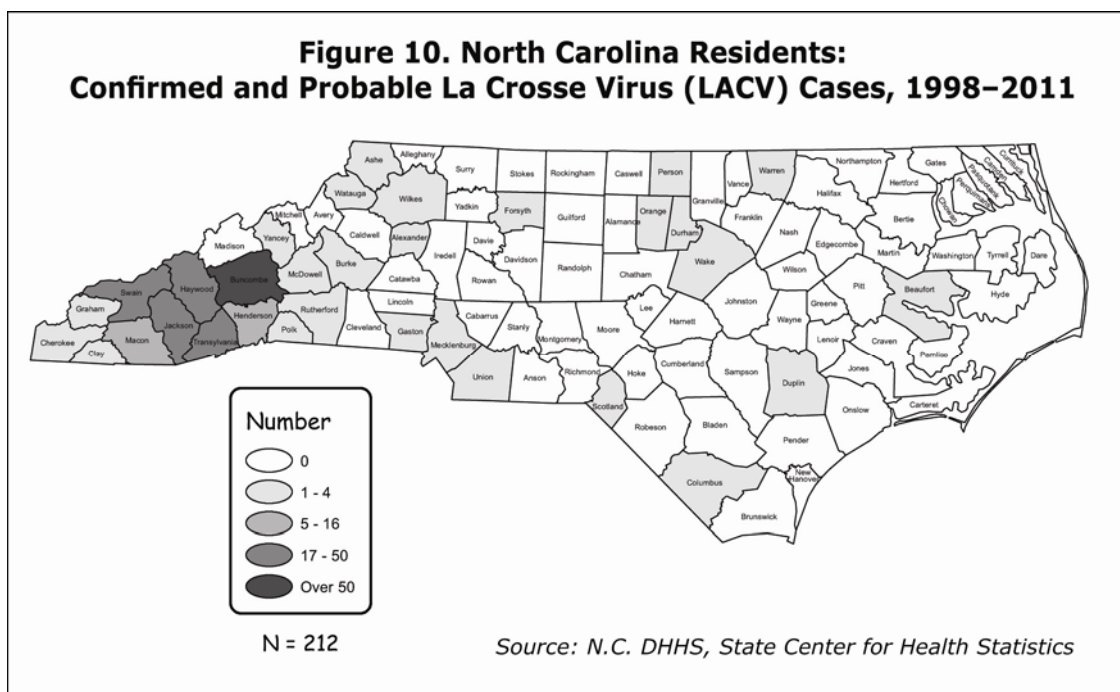 Figure 10. North Carolina Residents:
Confirmed and Probable La Crosse Virus (LACV) Cases, 1998–2011
Ashe
Alleghany
Surry
Stokes
Rockingham
Caswell
Person
Granville
Vance
Warren
Halifax
Northampton
Hertford
Gates
Currituck
Camden
Pasquotank
Perquimans
Chowan
Watauga
Wilkes
Yadkin
Forsyth
Guilford
Alamance
Orange
Durham
Franklin
Nash
Edgecombe
Bertie
Mitchell
Avery
Caldwell
Alexander
Iredell
Davie
Davidson
Randolph
Chatham
Wake
Wilson
Martin
Washington
Tyrrell
Dare
Madison
Yancey
McDowell
Burke
Catawba
Rowan
Lee
Johnston
Greene
Pitt
Beaufort
Hyde
Swain
Haywood
Buncombe
Rutherford
Lincoln
Cabarrus
Stanly
Montgomery
Moore
Harnett
Wayne
Lenoir
Craven
Pamlico
Graham
Jackson
Henderson
Polk
Cleveland
Gaston
Mecklenburg
Cherokee
Clay
Macon
Transylvania
Union
Anson
Richmond
Scotland
Hoke
Cumberland
Sampson
Duplin
Jones
Onslow
Carteret
Robeson
Bladen
Pender
Columbus
New
Hanover
Brunswick
Number
0
1 - 4
5 - 16
17 - 50
Over 50
N = 212
Source: N.C. DHHS, State Center for Health Statistics